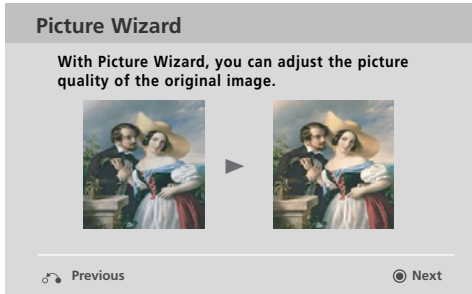 Picture Wizard
With Picture Wizard, you can adjust the picture
quality of the original image.
Previous
Next